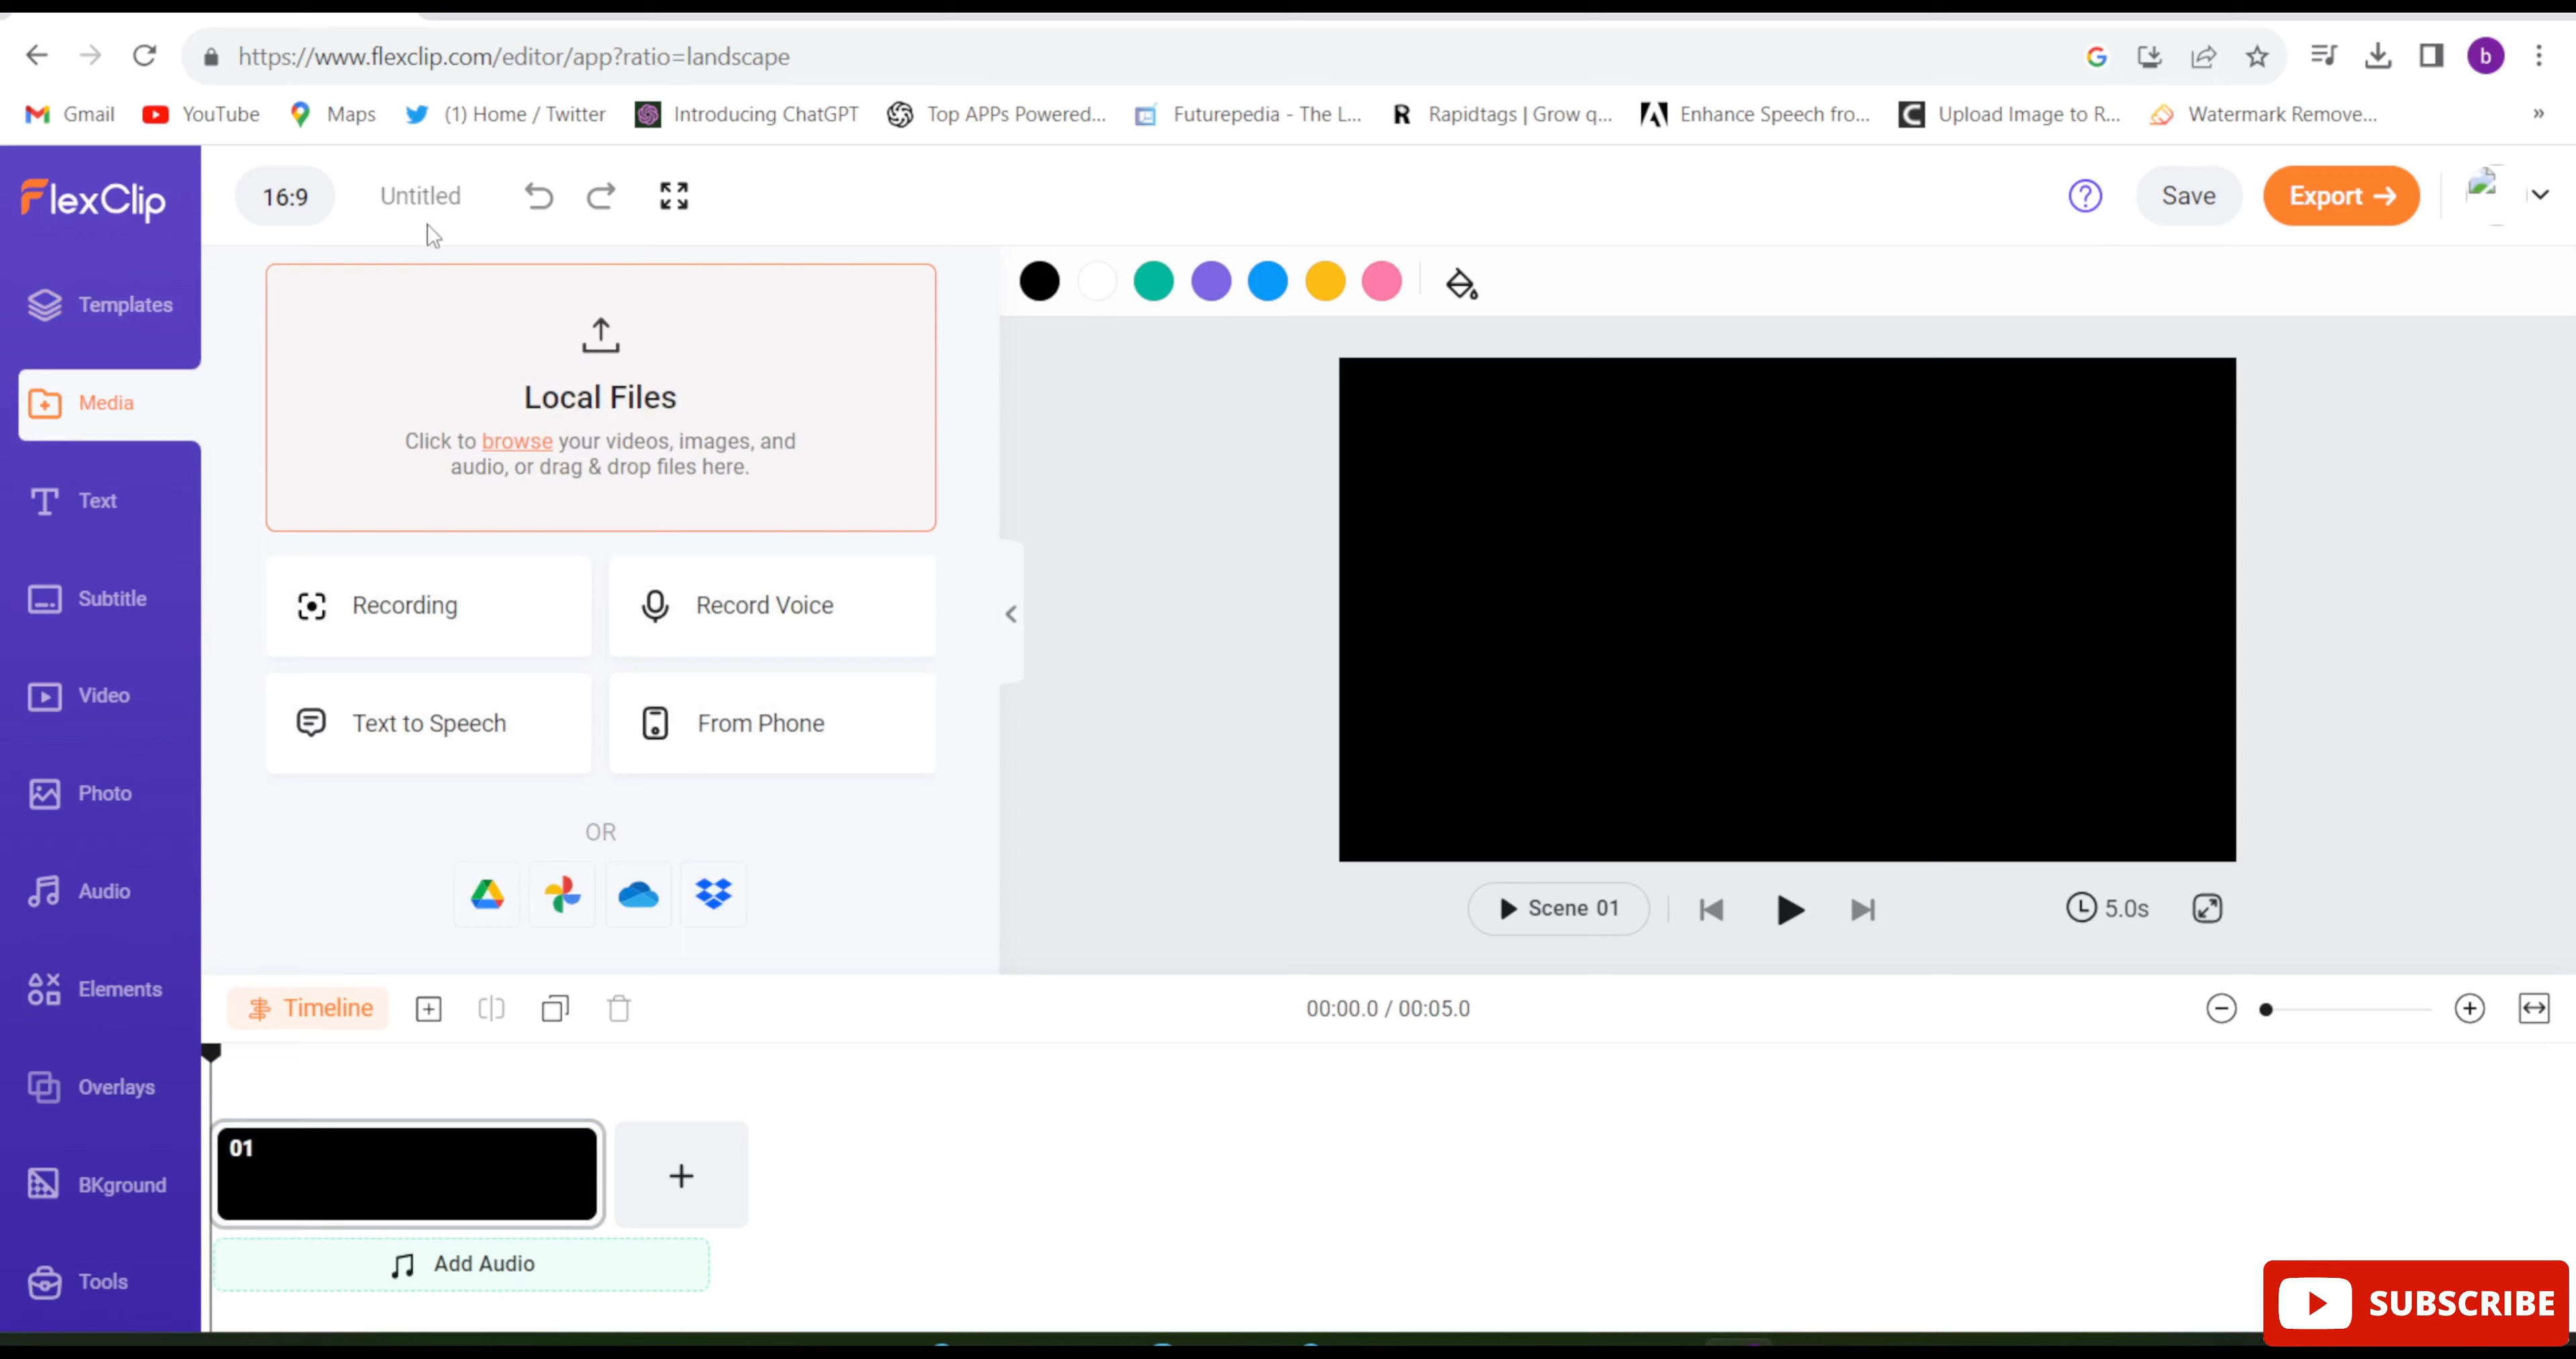 https://www.flexclip.com/editor/app?ratio=landscape
b
Gmail
YouTube
Maps
(1) Home / Twitter
Introducing ChatGPT
Top APPs Powered...
Futurepedia - The L...
Rapidtags | Grow q...
Enhance Speech fro...
Upload Image to R...
Watermark Remove...
»
FlexClip
16:9
Untitled
?
Save
Export →
Templates
Media
Text
Subtitle
Video
Photo
Audio
Elements
Overlays
BKground
Tools
Local Files
Click to browse your videos, images, and
audio, or drag & drop files here.
Recording
Record Voice
Text to Speech
From Phone
OR
Scene 01
5.0s
Timeline
00:00.0 / 00:05.0
01
+
Add Audio
SUBSCRIBE